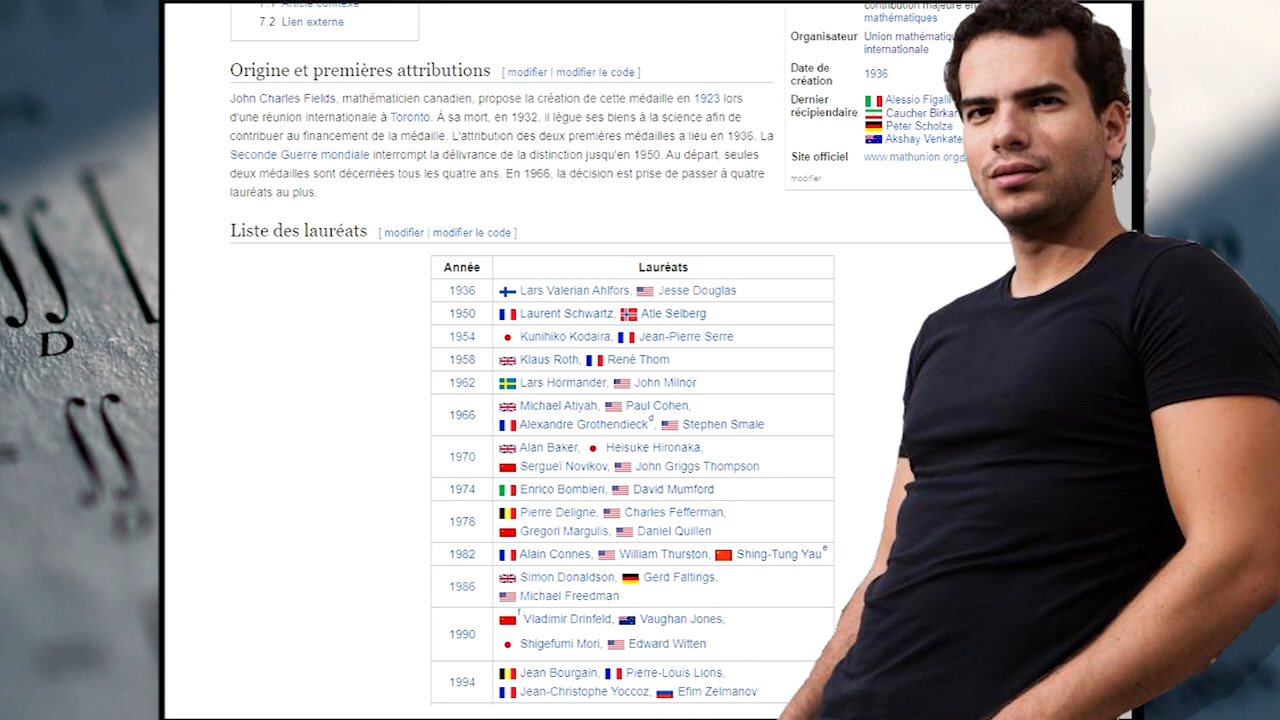 7.1 Article connexe
7.2 Lien externe
contribution majeure en
mathématiques
Organisateur
internationale
Date de
création
1936
Dernier
récipiendaire
Alessio Figalli
Caucher Birkar
Peter Scholze
Akshay Venkate
Site officiel
www.mathunion.org
modifier
Origine et premières attributions [ modifier | modifier le code ]
John Charles Fields, mathématicien canadien, propose la création de cette médaille en 1923 lors
d'une réunion internationale à Toronto. À sa mort, en 1932, il lègue ses biens à la science afin de
contribuer au financement de la médaille. L'attribution des deux premières médailles a lieu en 1936. La
Seconde Guerre mondiale interrompt la délivrance de la distinction jusqu'en 1950. Au départ, seules
deux médailles sont décernées tous les quatre ans. En 1966, la décision est prise de passer à quatre
lauréats au plus.
Liste des lauréats [ modifier | modifier le code ]
Année Lauréats
1936 Lars Valerian Ahlfors, Jesse Douglas
1950 Laurent Schwartz, Atle Selberg
1954 Kunihiko Kodaira, Jean-Pierre Serre
1958 Klaus Roth, René Thom
1962 Lars Hörmander, John Milnor
1966 Michael Atiyah, Paul Cohen,
Alexandre Grothendieck d, Stephen Smale
1970 Alan Baker, Heisuke Hironaka,
Sergueï Novikov, John Griggs Thompson
1974 Enrico Bombieri, David Mumford
1978 Pierre Deligne, Charles Fefferman,
Gregori Margulis, Daniel Quillen
1982 Alain Connes, William Thurston, Shing-Tung Yau e
1986 Simon Donaldson, Gerd Faltings,
Michael Freedman
1990 f Vladimir Drinfeld, Vaughan Jones,
Shigefumi Mori, Edward Witten
1994 Jean Bourgain, Pierre-Louis Lions,
Jean-Christophe Yoccoz, Efim Zelmanov
∬
D
∬
D